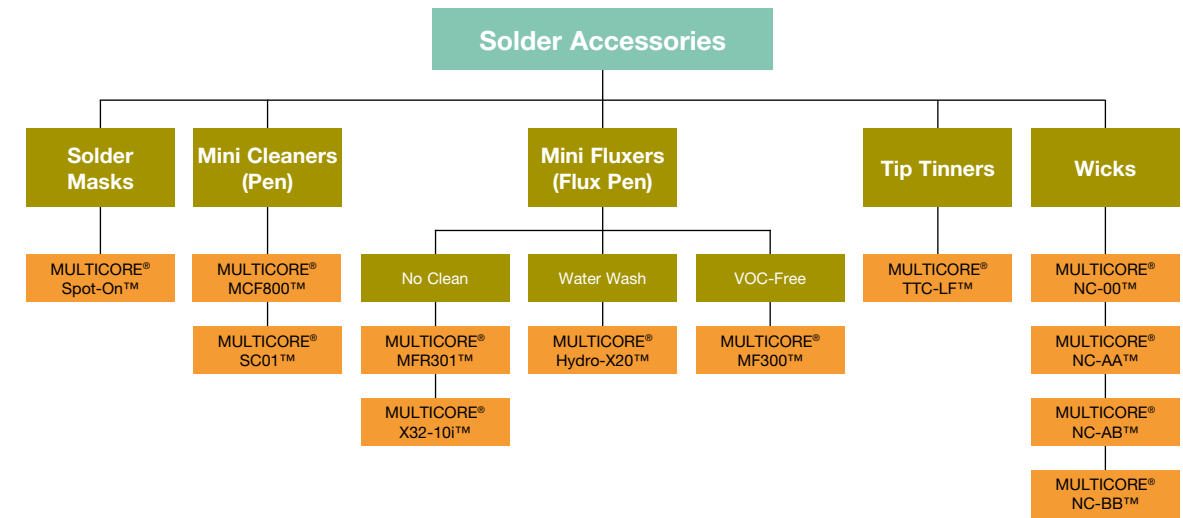 Solder Accessories
Solder
Masks
Mini Cleaners
(Pen)
Mini Fluxers
(Flux Pen)
Tip Tinners
Wicks
MULTICORE®
Spot-On™
MULTICORE®
MCF800™
No Clean
Water Wash
VOC-Free
MULTICORE®
TTC-LF™
MULTICORE®
NC-00™
MULTICORE®
SC01™
MULTICORE®
MFR301™
MULTICORE®
Hydro-X20™
MULTICORE®
MF300™
MULTICORE®
NC-AA™
MULTICORE®
X32-10i™
MULTICORE®
NC-AB™
MULTICORE®
NC-BB™